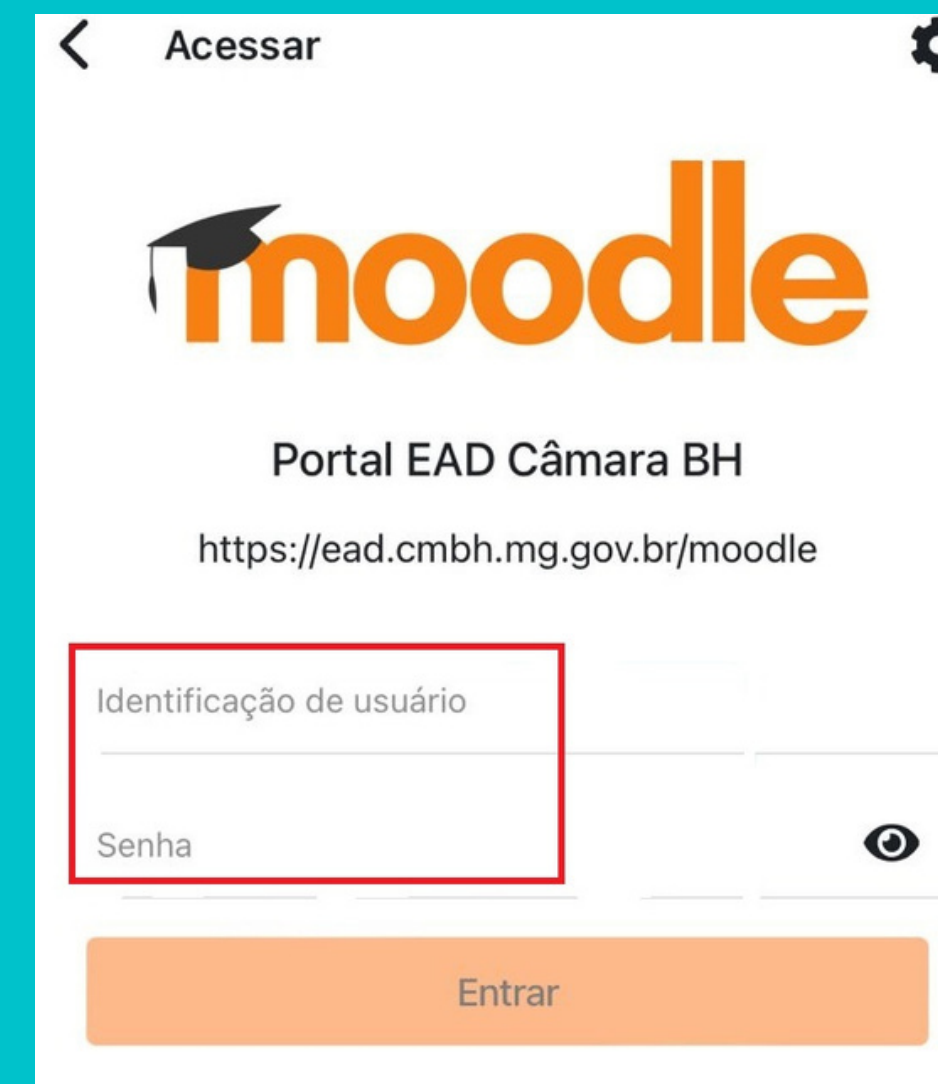 Acessar
moodle
Portal EAD Câmara BH
https://ead.cmbh.mg.gov.br/moodle
Identificação de usuário
Senha
Entrar